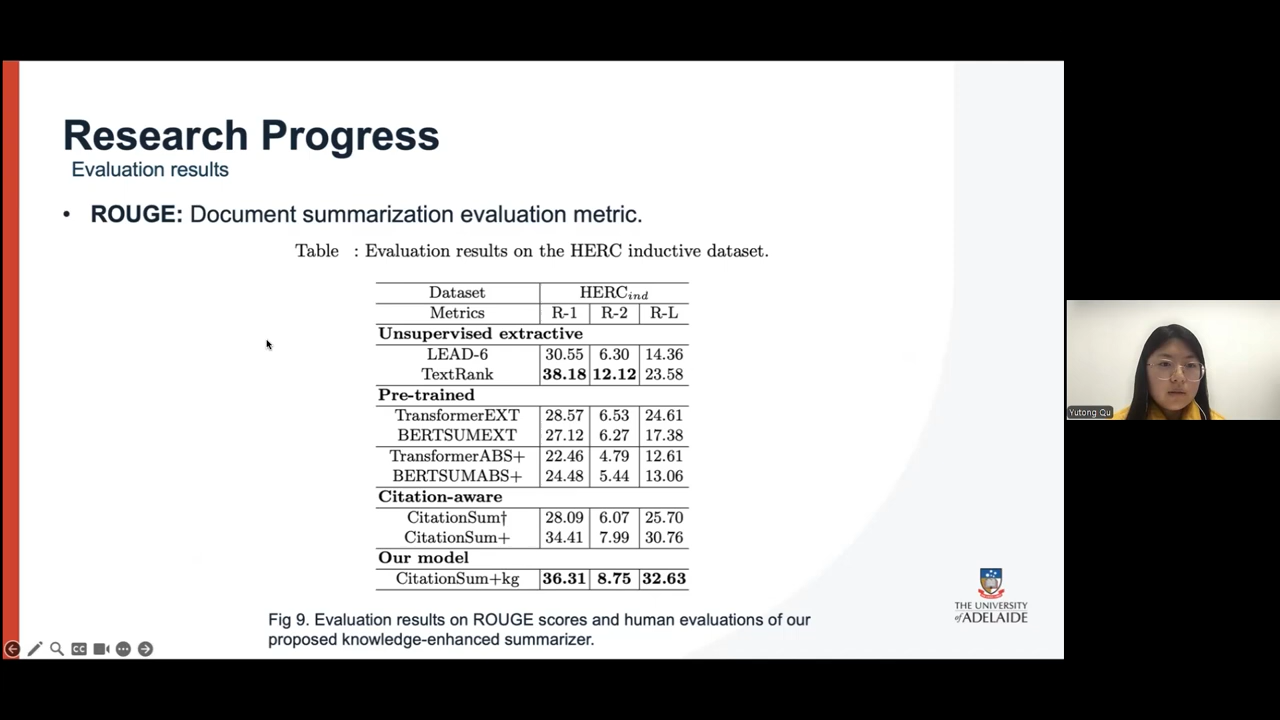 Research Progress
Evaluation results
• ROUGE: Document summarization evaluation metric.
Table : Evaluation results on the HERC inductive dataset.
Dataset HERCind
Metrics R-1 R-2 R-L
Unsupervised extractive
LEAD-6 30.55 6.30 14.36
TextRank 38.18 12.12 23.58
Pre-trained
TransformerEXT 28.57 6.53 24.61
BERTSUMEXT 27.12 6.27 17.38
TransformerABS+ 22.46 4.79 12.61
BERTSUMABS+ 24.48 5.44 13.06
Citation-aware
CitationSum† 28.09 6.07 25.70
CitationSum+ 34.41 7.99 30.76
Our model
CitationSum+kg 36.31 8.75 32.63
Fig 9. Evaluation results on ROUGE scores and human evaluations of our
proposed knowledge-enhanced summarizer.
THE UNIVERSITY
of ADELAIDE
CC
Yutong Qu